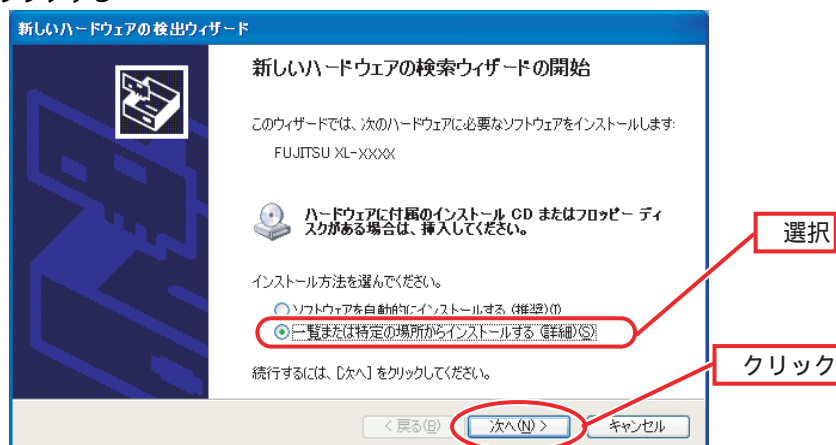 新しいハードウェアの検出ウィザード
新しいハードウェアの検索ウィザードの開始
このウィザードでは、次のハードウェアに必要なソフトウェアをインストールします:
FUJITSU XL-XXXX
ハードウェアに付属のインストール CD またはフロッピー ディ
スクがある場合は、挿入してください。
選択
インストール方法を選んでください。
ソフトウェアを自動的にインストールする (推奨)(I)
一覧または特定の場所からインストールする (詳細)(S)
クリック
続行するには、[次へ] をクリックしてください。
< 戻る(B)
次へ(N) >
キャンセル